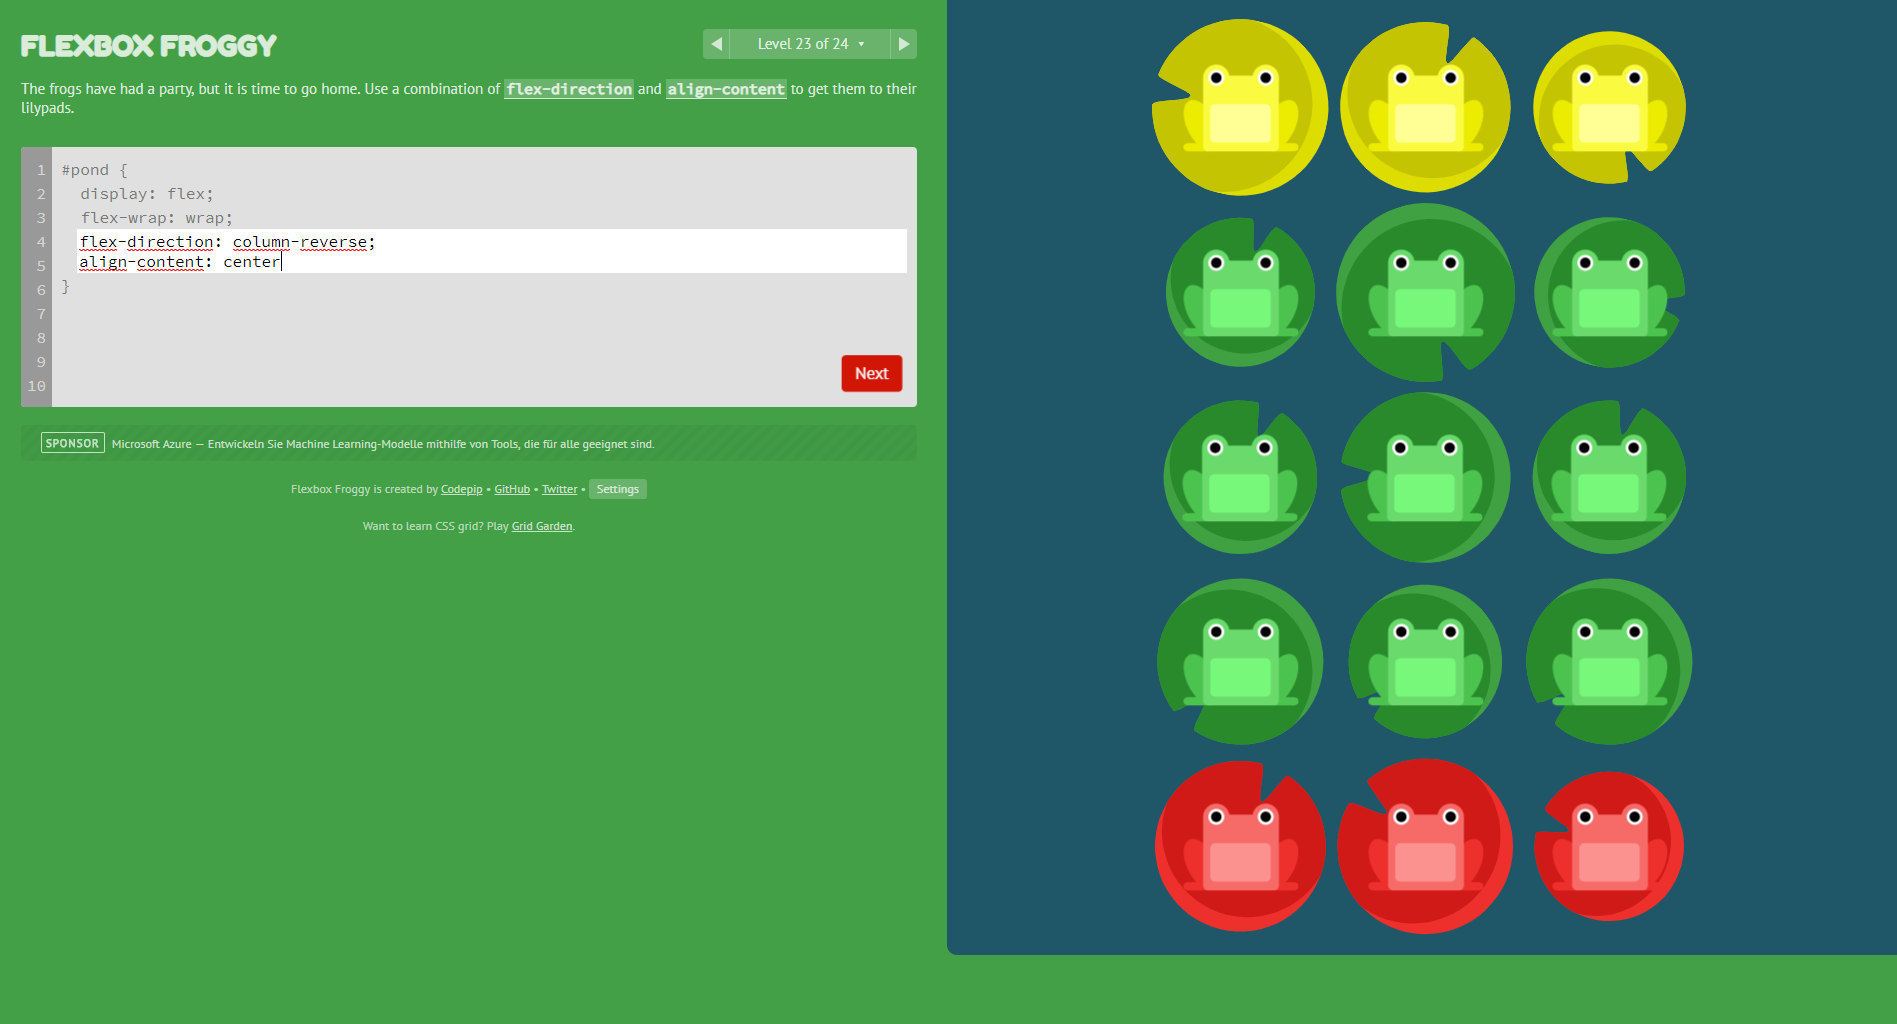 FLEXBOX FROGGY
Level 23 of 24
The frogs have had a party, but it is time to go home. Use a combination of flex-direction and align-content to get them to their
lilypads.
1 #pond {
2 display: flex;
3 flex-wrap: wrap;
4 flex-direction: column-reverse;
5 align-content: center
6 }
7
8
9
10
Next
SPONSOR Microsoft Azure — Entwickeln Sie Machine Learning-Modelle mithilfe von Tools, die für alle geeignet sind.
Flexbox Froggy is created by Codepip • GitHub • Twitter • Settings
Want to learn CSS grid? Play Grid Garden.